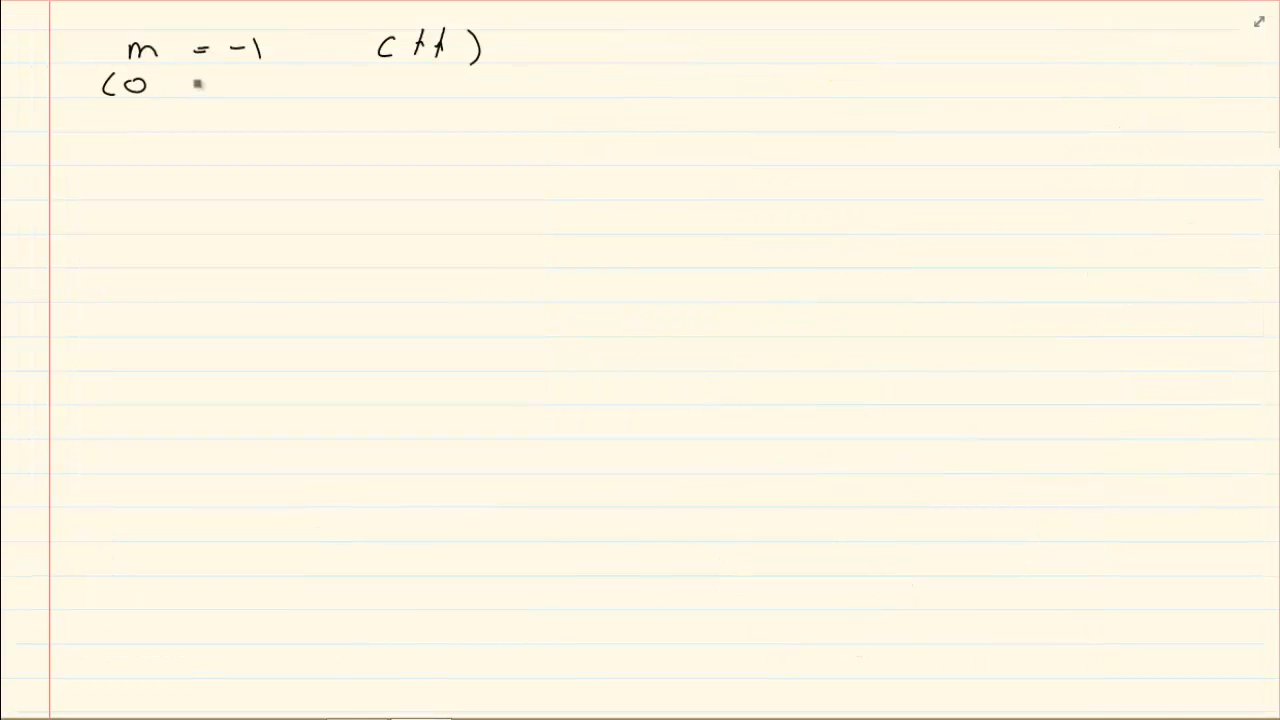 m = -1 ( // )
(0